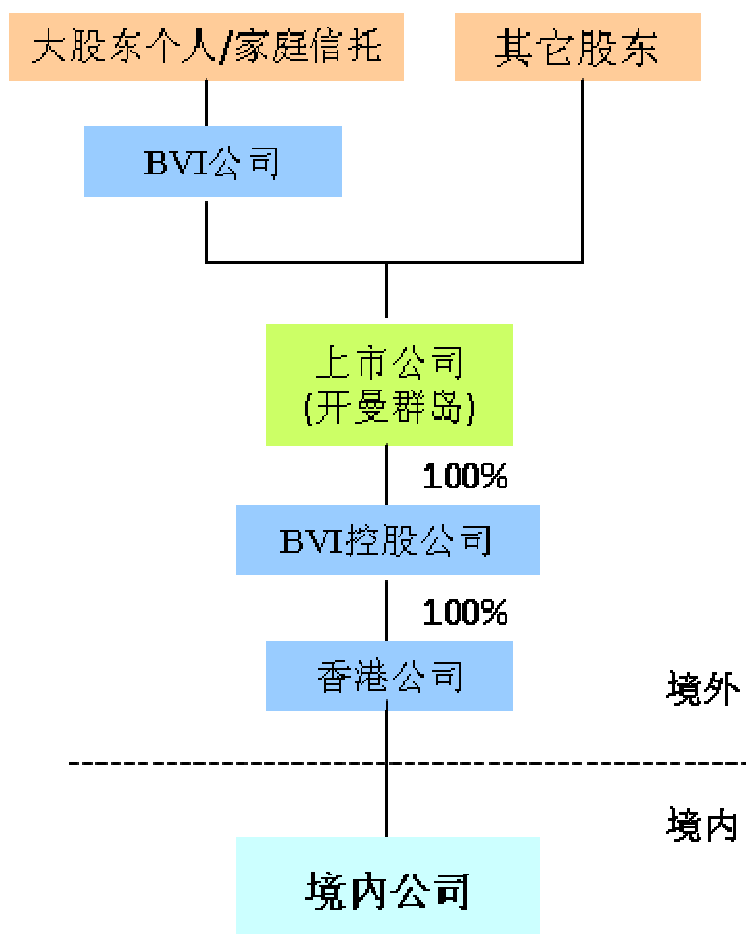 大股东个人/家庭信托
其它股东
BVI公司
上市公司
(开曼群岛)
100%
BVI控股公司
100%
香港公司
境外
境内
境内公司